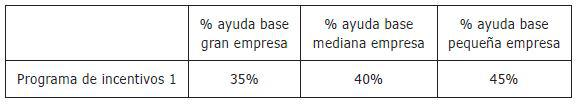 % ayuda base gran empresa | % ayuda base mediana empresa | % ayuda base pequeña empresa
Programa de incentivos 1 | 35% | 40% | 45%